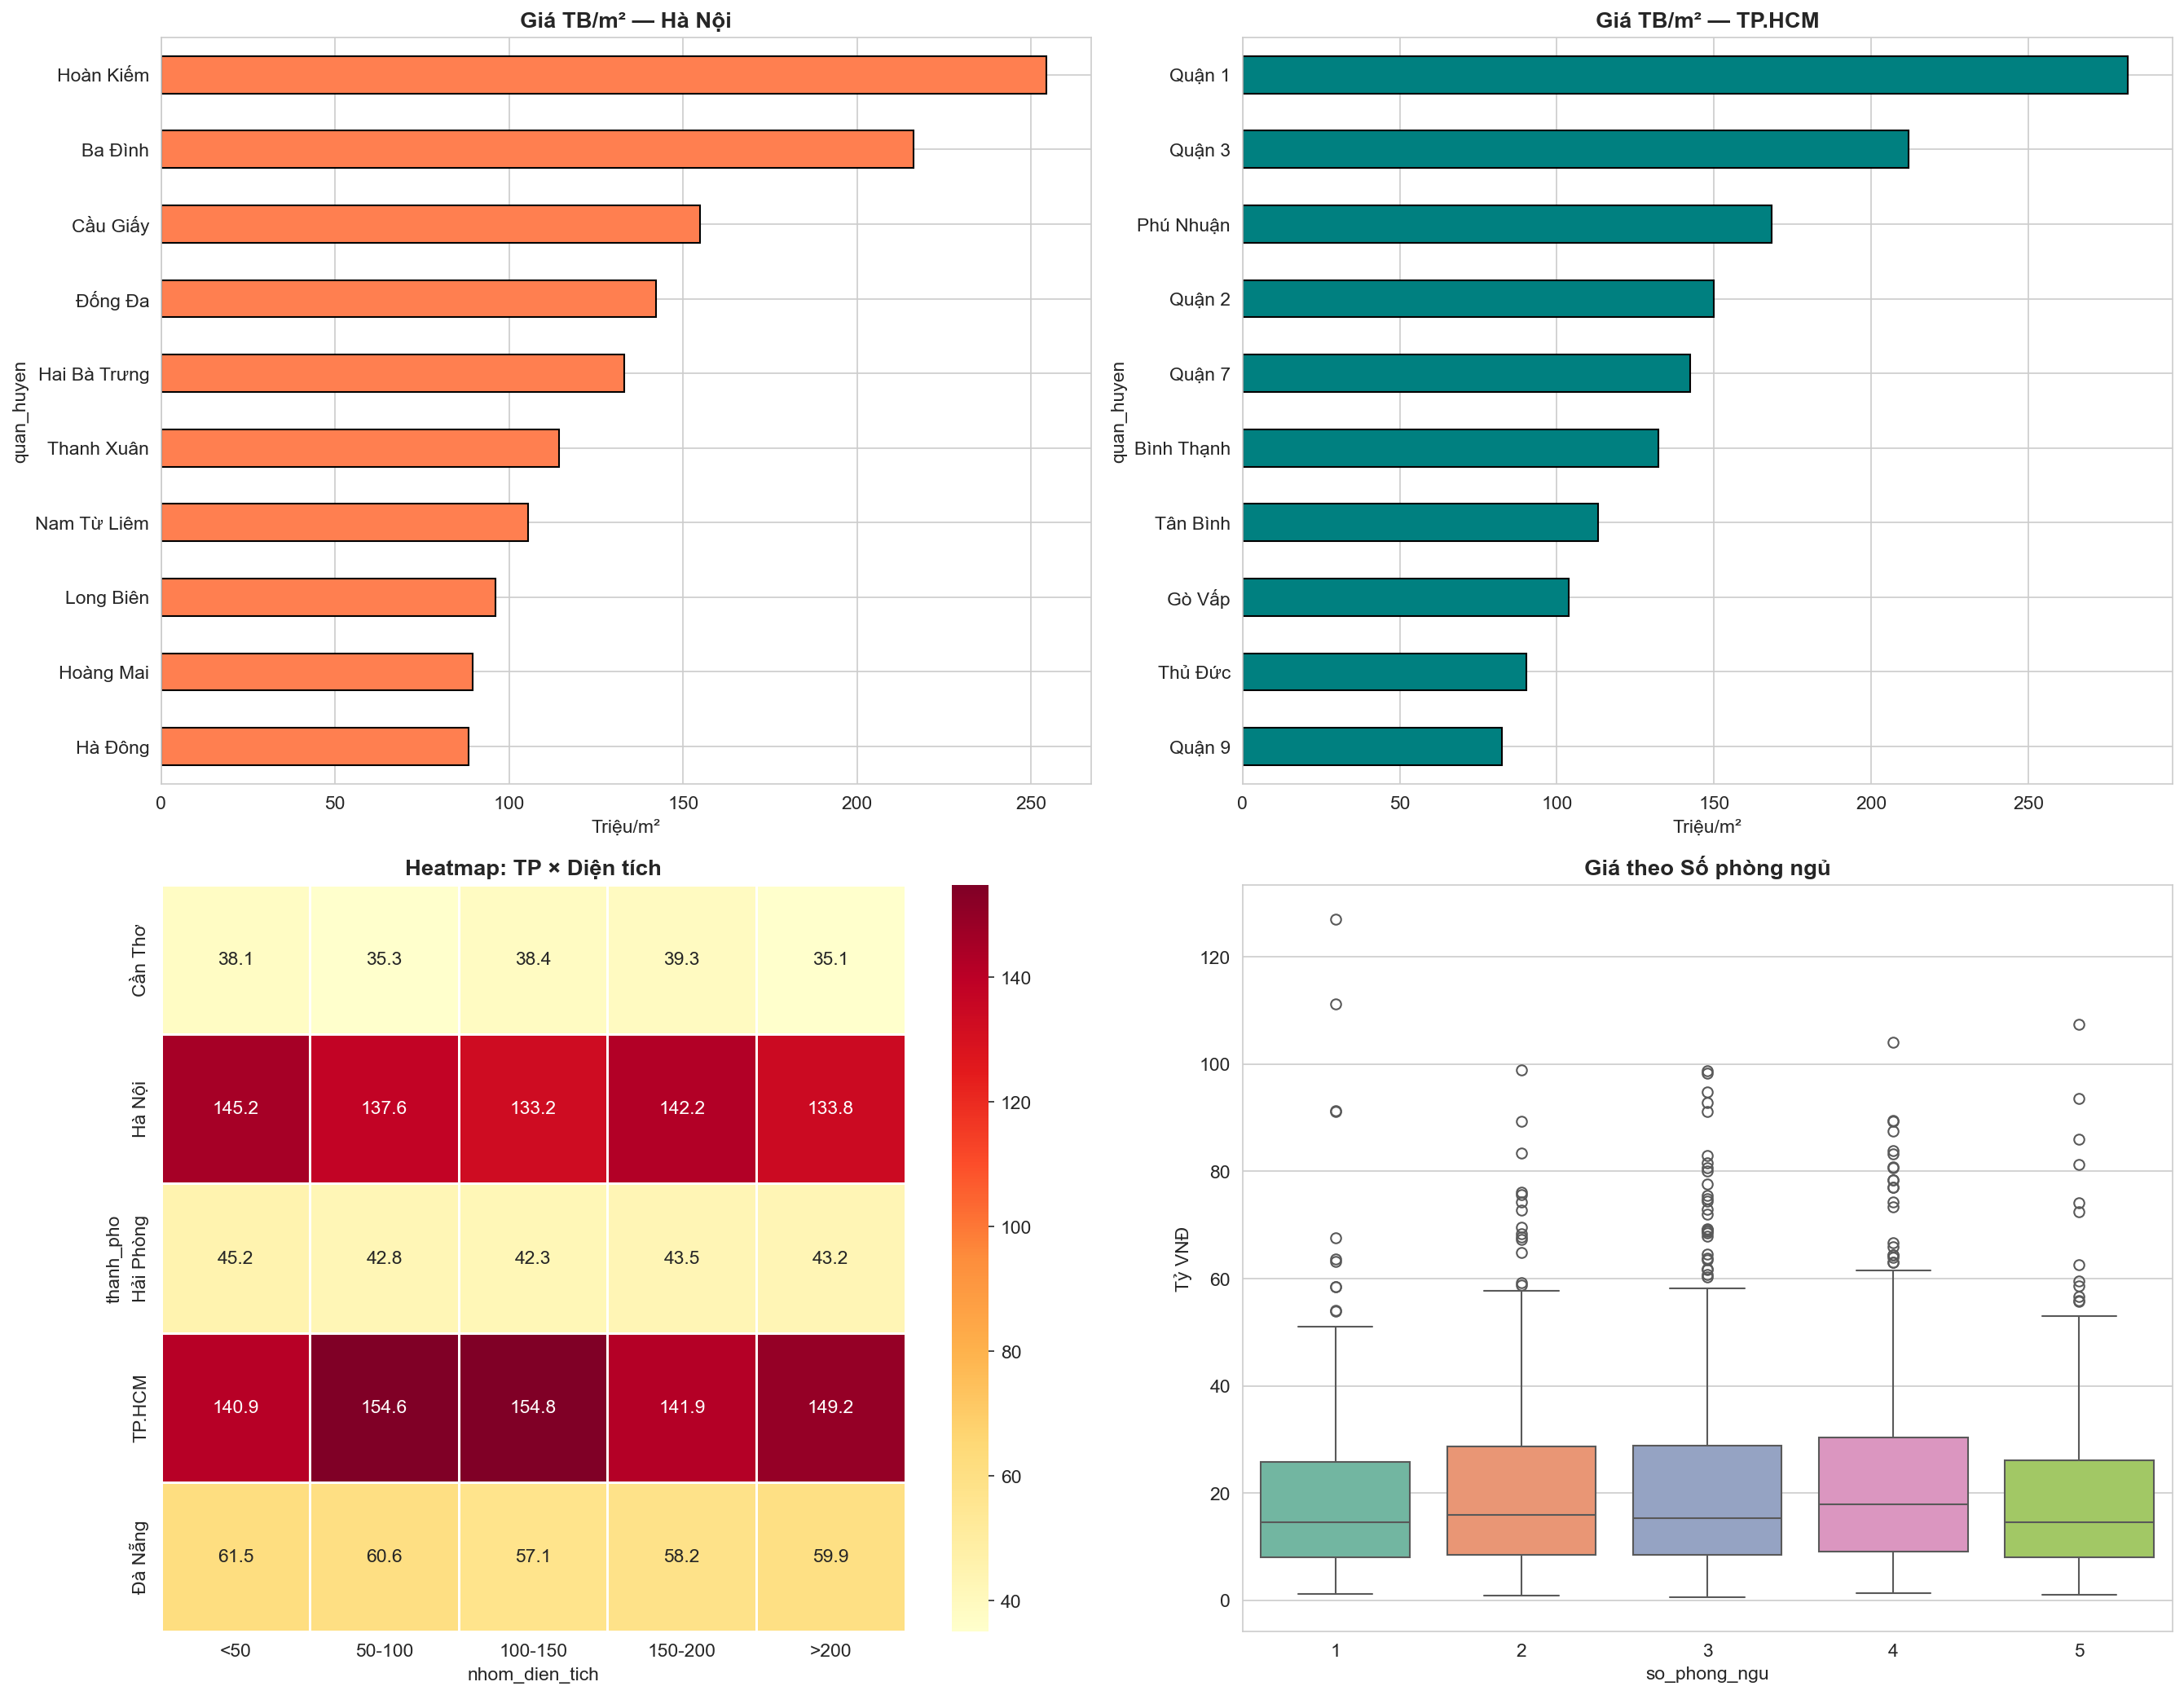 Giá TB/m² — Hà Nội
quan_huyen
Hoàn Kiếm
Ba Đình
Cầu Giấy
Đống Đa
Hai Bà Trưng
Thanh Xuân
Nam Từ Liêm
Long Biên
Hoàng Mai
Hà Đông
0 50 100 150 200 250
Triệu/m²
Giá TB/m² — TP.HCM
quan_huyen
Quận 1
Quận 3
Phú Nhuận
Quận 2
Quận 7
Bình Thạnh
Tân Bình
Gò Vấp
Thủ Đức
Quận 9
0 50 100 150 200 250
Triệu/m²
Heatmap: TP × Diện tích
thanh_pho
Cần Thơ 38.1 35.3 38.4 39.3 35.1
Hà Nội 145.2 137.6 133.2 142.2 133.8
Hải Phòng 45.2 42.8 42.3 43.5 43.2
TP.HCM 140.9 154.6 154.8 141.9 149.2
Đà Nẵng 61.5 60.6 57.1 58.2 59.9
<50 50-100 100-150 150-200 >200
nhom_dien_tich
140
120
100
80
60
40
Giá theo Số phòng ngủ
Tỷ VNĐ
120
100
80
60
40
20
0
1 2 3 4 5
so_phong_ngu